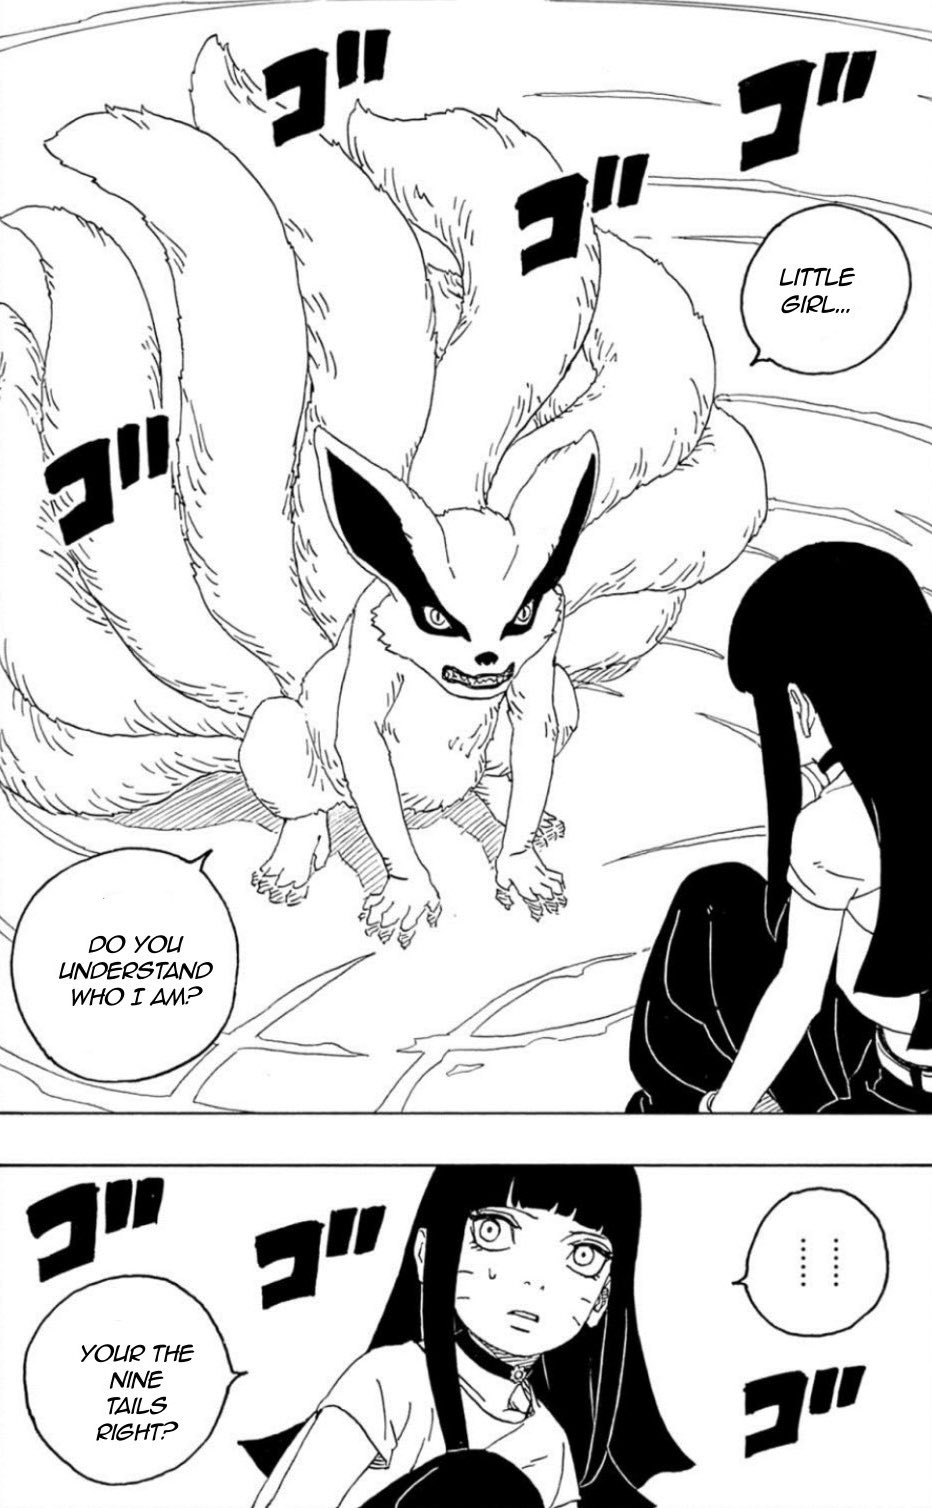 ゴ
ゴ
ゴ
LITTLE
GIRL...
ゴ
DO YOU
UNDERSTAND
WHO I AM?
ゴ
ゴ
............
YOUR THE
NINE
TAILS
RIGHT?
ゴ